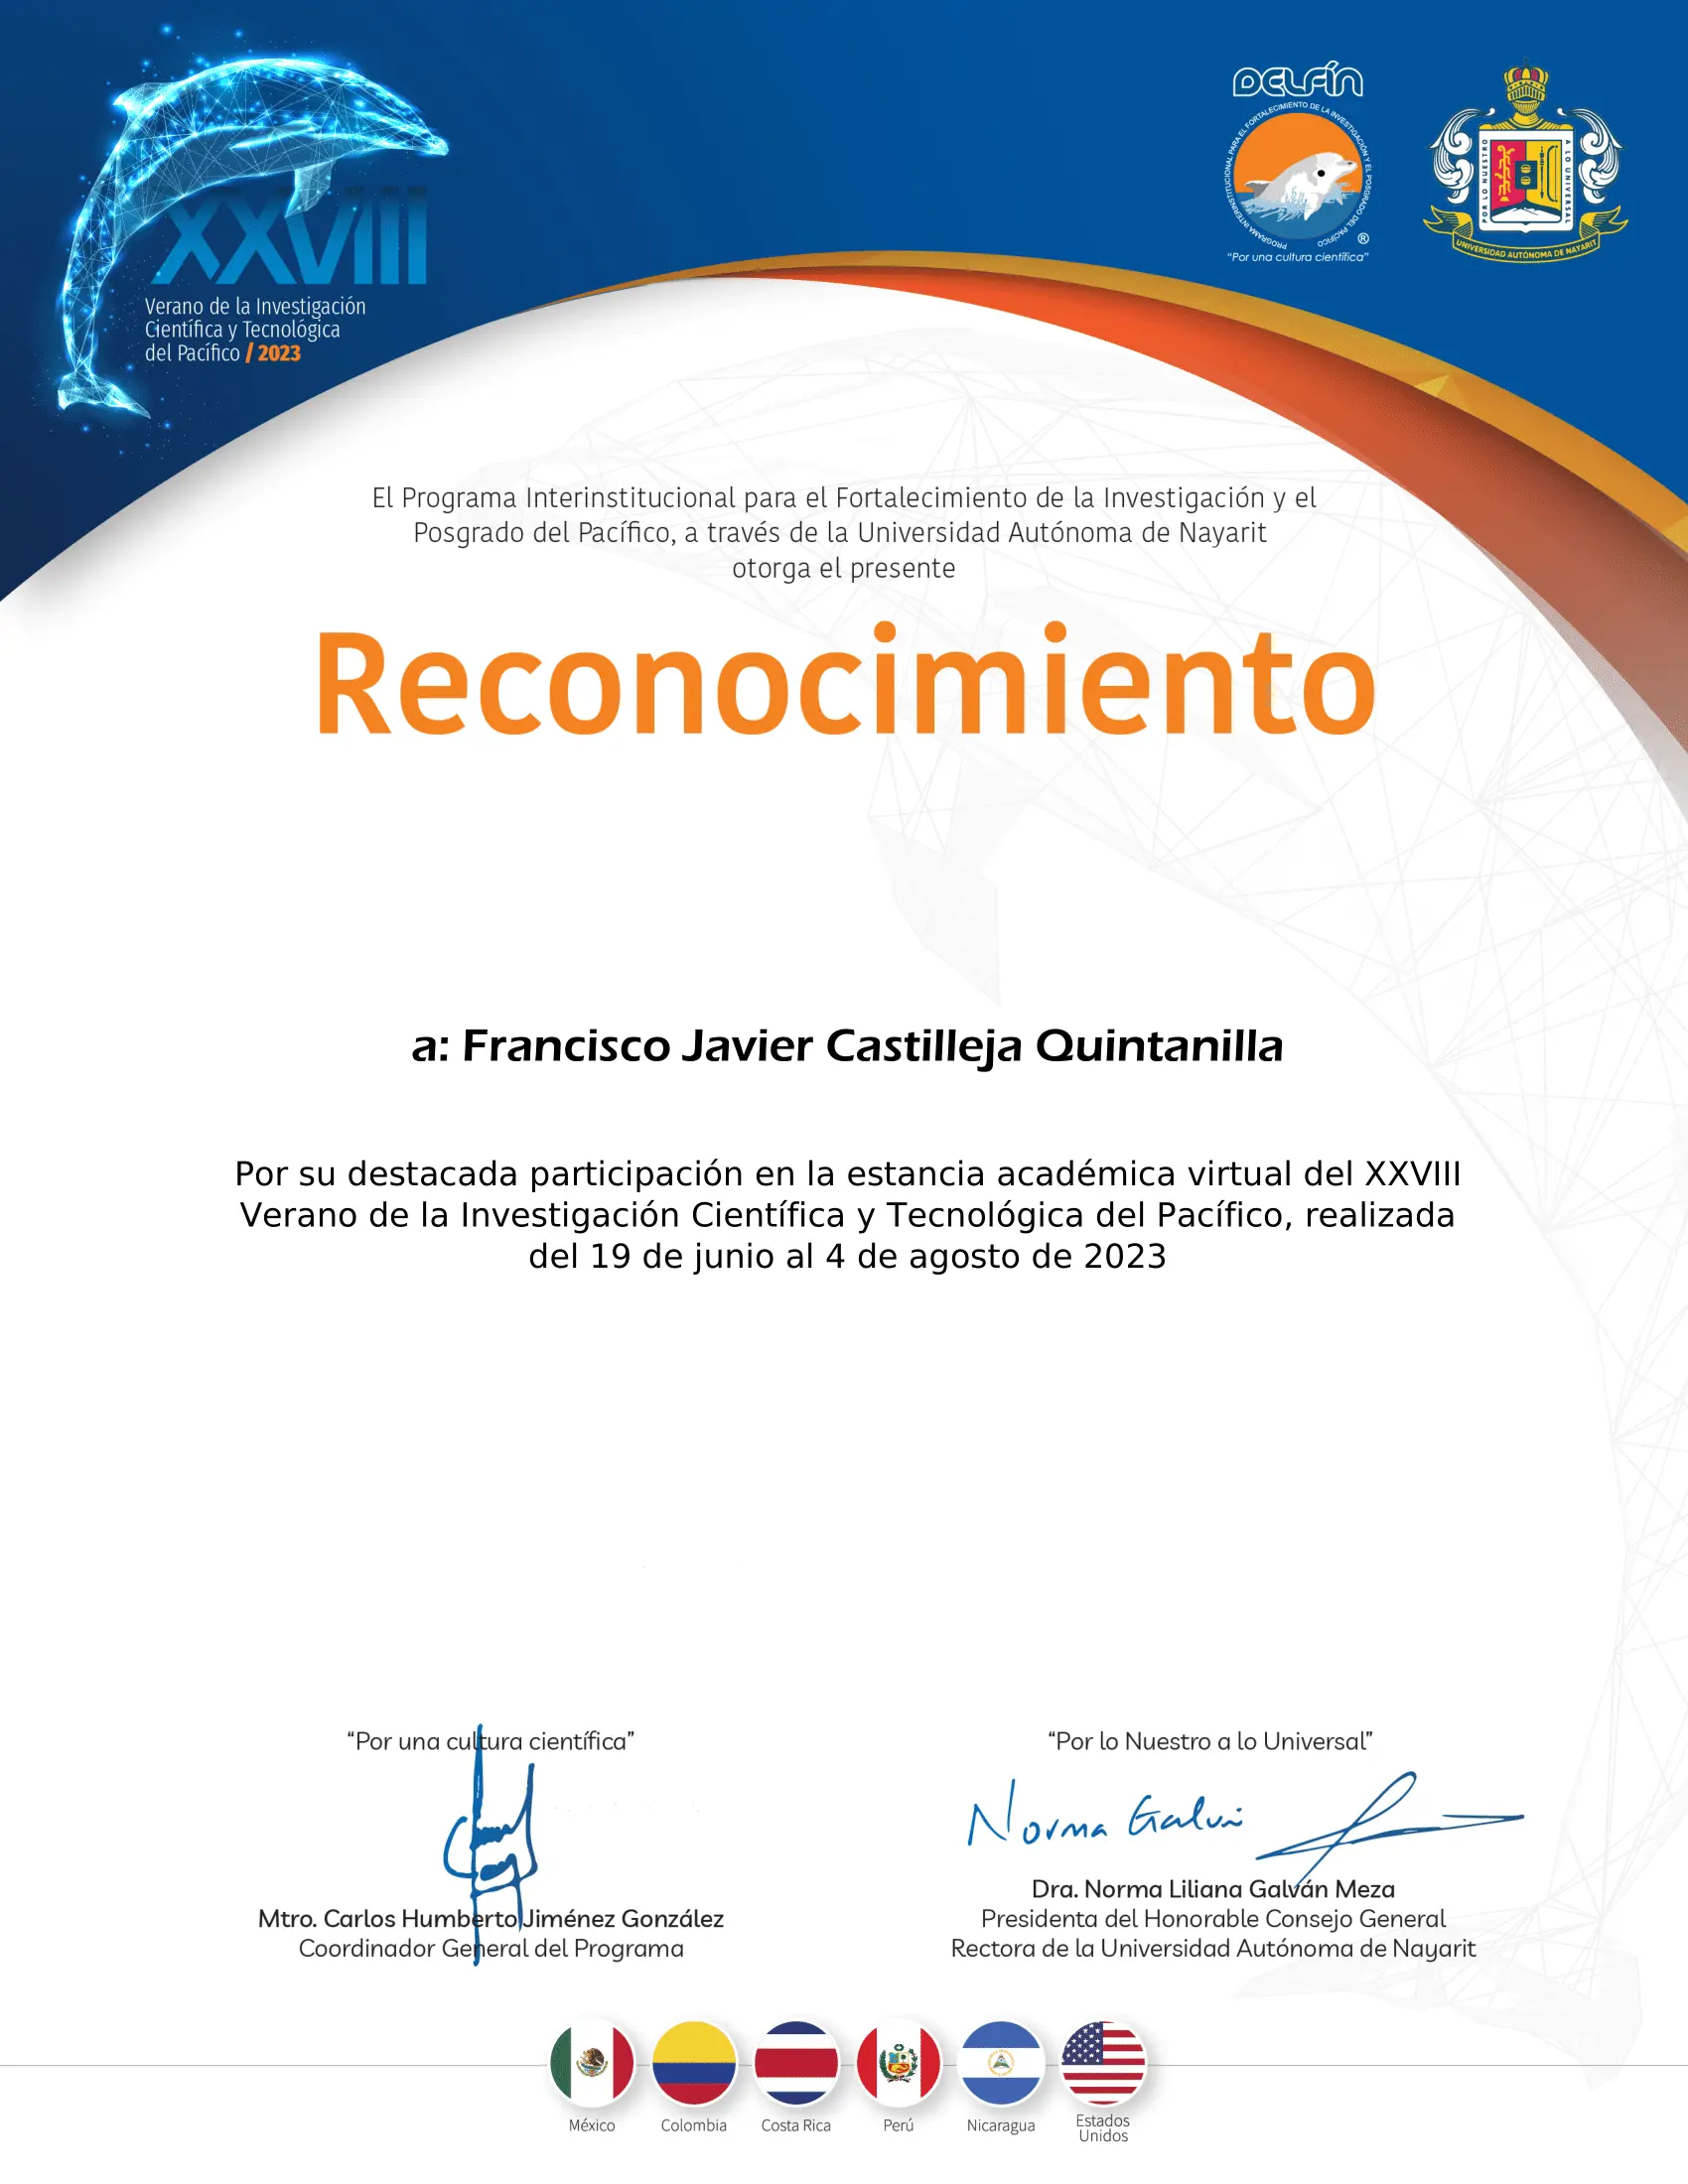 XXVIII
Verano de la Investigación
Científica y Tecnológica
del Pacífico / 2023
DELFÍN
PROGRAMA INTERINSTITUCIONAL PARA EL FORTALECIMIENTO DE LA INVESTIGACIÓN Y EL POSGRADO DEL PACÍFICO
®
“Por una cultura científica”
POR LO NUESTRO
A LO UNIVERSAL
UNIVERSIDAD AUTÓNOMA DE NAYARIT
El Programa Interinstitucional para el Fortalecimiento de la Investigación y el
Posgrado del Pacífico, a través de la Universidad Autónoma de Nayarit
otorga el presente
Reconocimiento
a: Francisco Javier Castilleja Quintanilla
Por su destacada participación en la estancia académica virtual del XXVIII
Verano de la Investigación Científica y Tecnológica del Pacífico, realizada
del 19 de junio al 4 de agosto de 2023
“Por una cultura científica”
Mtro. Carlos Humberto Jiménez González
Coordinador General del Programa
“Por lo Nuestro a lo Universal”
Norma Galván
Dra. Norma Liliana Galván Meza
Presidenta del Honorable Consejo General
Rectora de la Universidad Autónoma de Nayarit
México
Colombia
Costa Rica
Perú
Nicaragua
Estados
Unidos